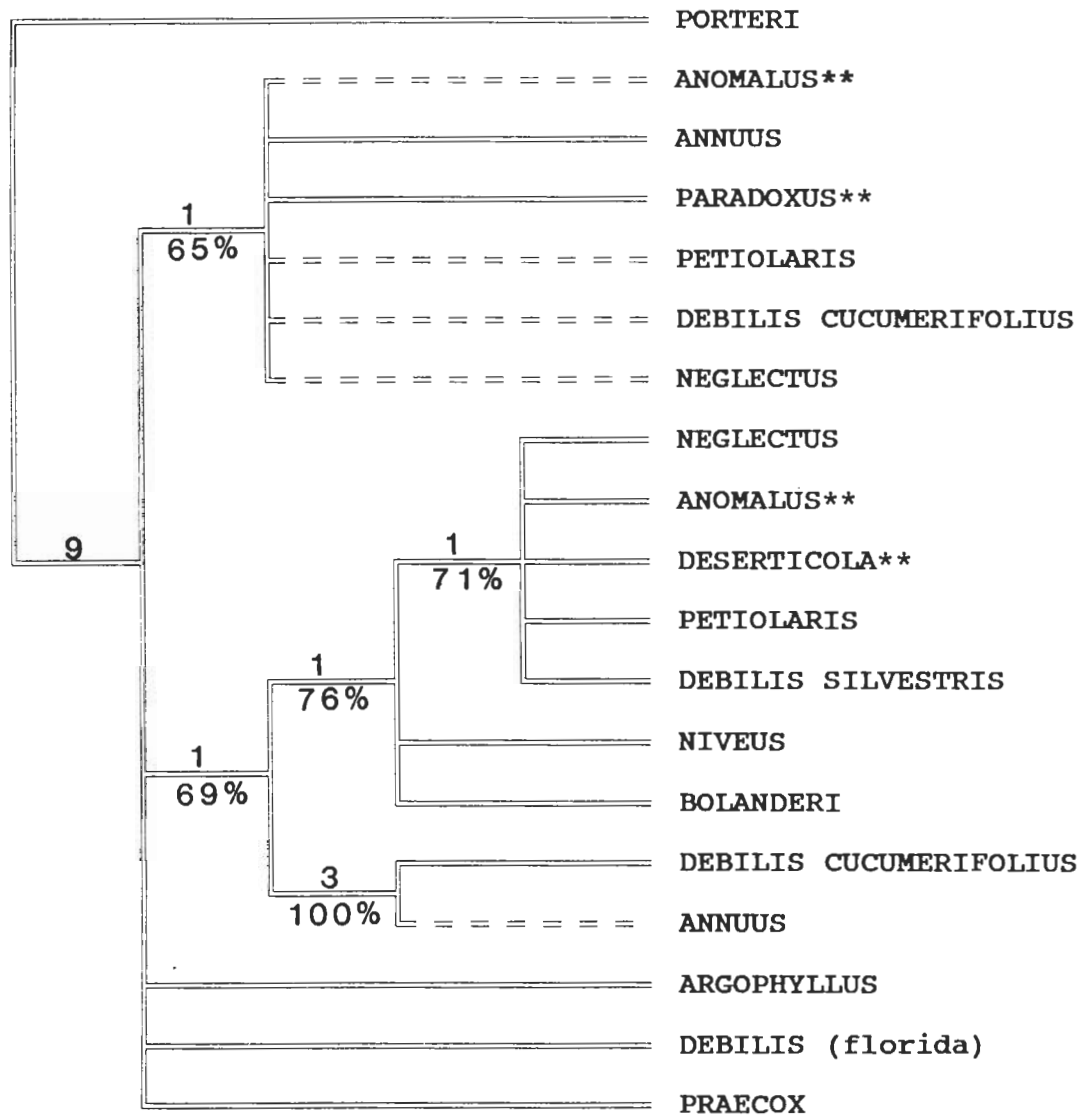 PORTERI
ANOMALUS**
ANNUUS
1
PARADOXUS**
65%
PETIOLARIS
DEBILIS CUCUMERIFOLIUS
NEGLECTUS
NEGLECTUS
ANOMALUS**
9
1
DESERTICOLA**
71%
PETIOLARIS
1
DEBILIS SILVESTRIS
76%
NIVEUS
1
69%
BOLANDERI
DEBILIS CUCUMERIFOLIUS
3
100%
ANNUUS
ARGOPHYLLUS
DEBILIS (florida)
PRAECOX